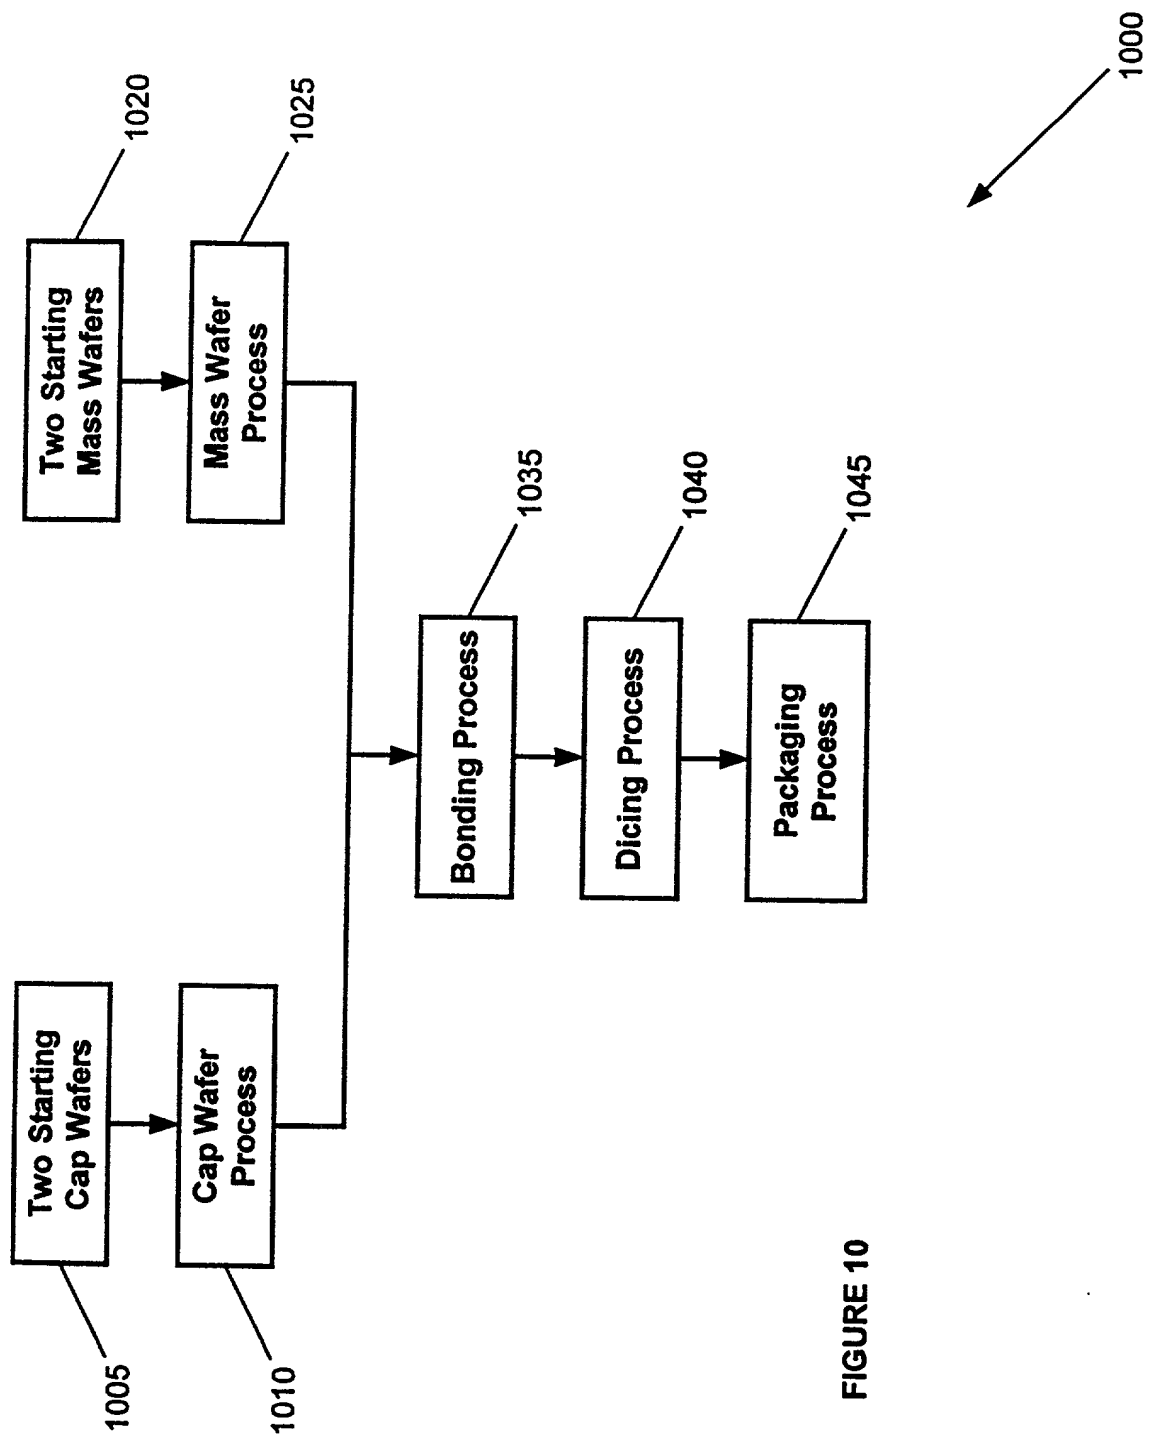 1005
Two Starting
Cap Wafers
1010
Cap Wafer
Process
Two Starting
Mass Wafers
1020
Mass Wafer
Process
1025
Bonding Process
1035
Dicing Process
1040
Packaging
Process
1045
FIGURE 10
1000